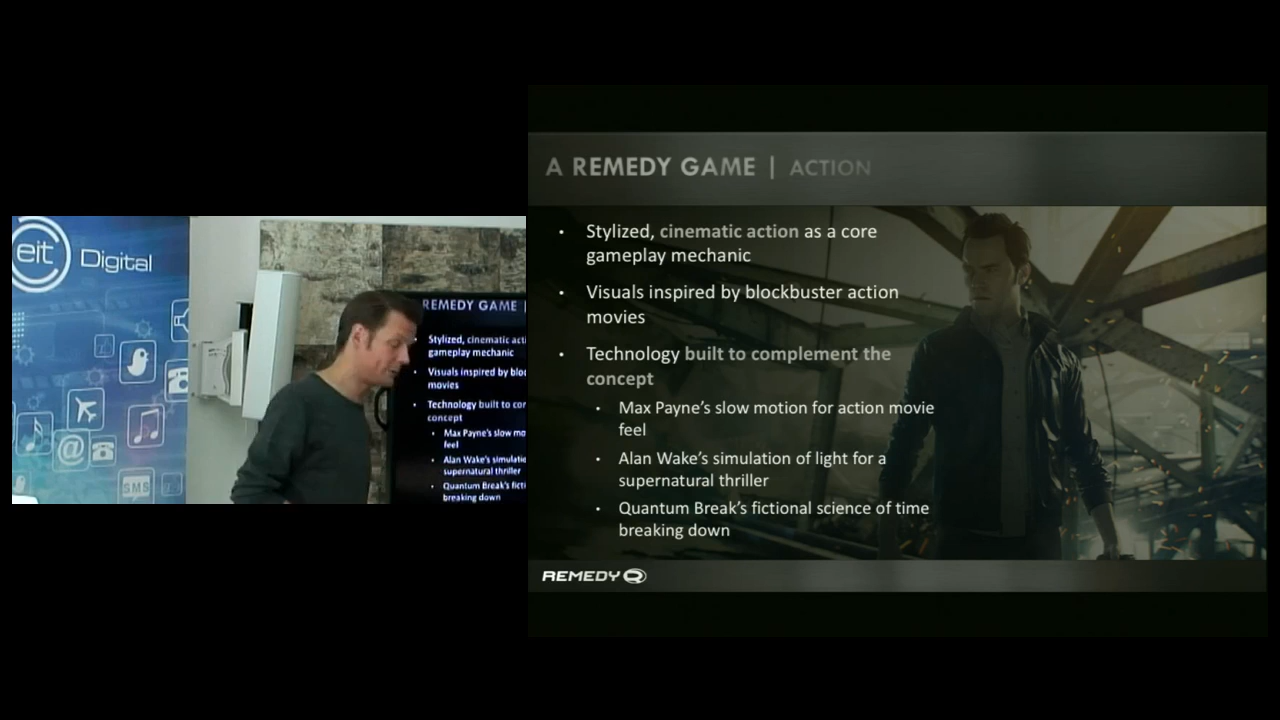 eit Digital
@
SMS
REMEDY GAME |
Stylized, cinematic acti
gameplay mechanic
• Visuals inspired by bloc
movies
• Technology built to cor
concept
• Max Payne's slow mo
feel
• Alan Wake's simulatio
supernatural thriller
• Quantum Break's ficti
breaking down
A REMEDY GAME | ACTION
• Stylized, cinematic action as a core
gameplay mechanic
• Visuals inspired by blockbuster action
movies
• Technology built to complement the
concept
• Max Payne's slow motion for action movie
feel
• Alan Wake's simulation of light for a
supernatural thriller
• Quantum Break's fictional science of time
breaking down
REMEDY